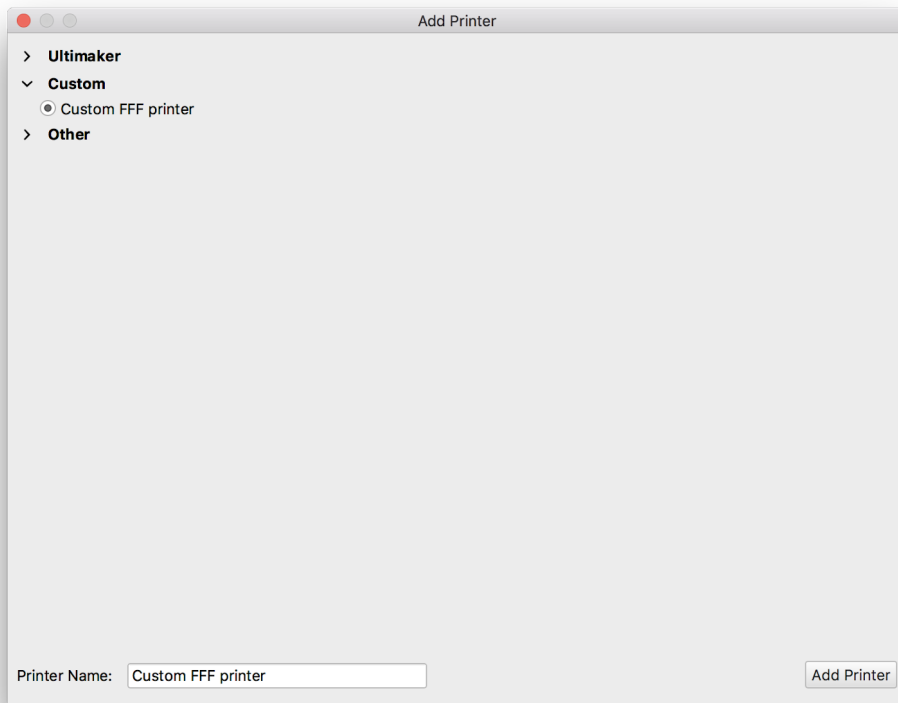 Add Printer
Ultimaker
Custom
Custom FFF printer
Other
Printer Name: Custom FFF printer Add Printer